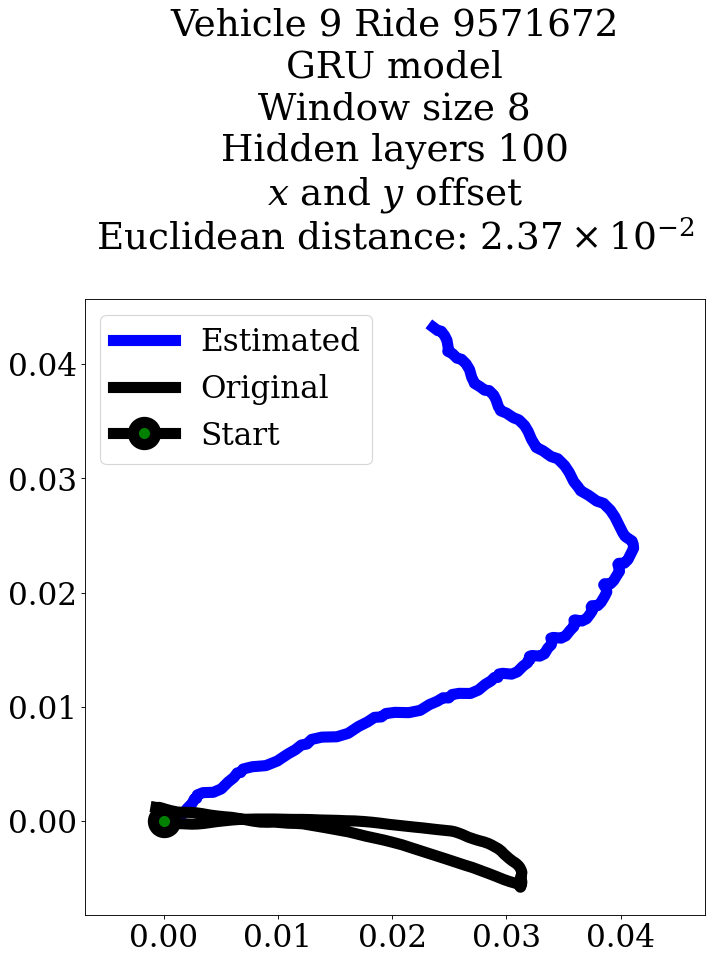 Vehicle 9 Ride 9571672
GRU model
Window size 8
Hidden layers 100
x and y offset
Euclidean distance: 2.37 × 10⁻²
Estimated
Original
Start
0.04
0.03
0.02
0.01
0.00
0.00 0.01 0.02 0.03 0.04